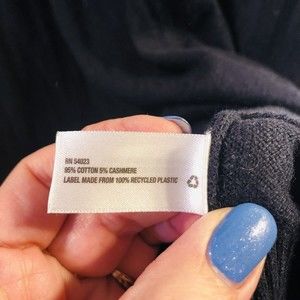 RN 54023
95% COTTON 5% CASHMERE
LABEL MADE FROM 100% RECYCLED PLASTIC